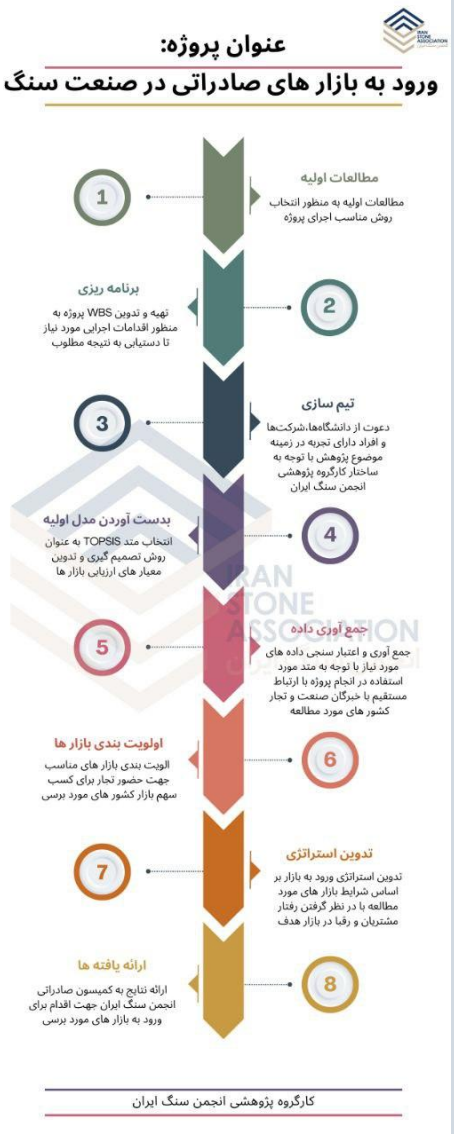 IRAN
STONE
ASSOCIATION
عنوان پروژه:
ورود به بازار های صادراتی در صنعت سنگ
1
مطالعات اولیه
مطالعات اولیه به منظور انتخاب
روش مناسب اجرای پروژه
2
برنامه ریزی
تهیه و تدوین WBS پروژه به
منظور اقدامات اجرایی مورد نیاز
تا دستیابی به نتیجه مطلوب
3
تیم سازی
دعوت از دانشگاه‌ها،شرکت‌ها
و افراد دارای تجربه در زمینه
موضوع پژوهش با توجه به
ساختار کارگروه پژوهشی
انجمن سنگ ایران
4
بدست آوردن مدل اولیه
انتخاب متد TOPSIS به عنوان
روش تصمیم گیری و تدوین
معیار های ارزیابی بازار ها
IRAN
STONE
ASSOCIATION
5
جمع آوری داده
جمع آوری و اعتبار سنجی داده های
مورد نیاز با توجه به متد مورد
استفاده در انجام پروژه با ارتباط
مستقیم با خبرگان صنعت و تجار
کشور های مورد مطالعه
6
اولویت بندی بازار ها
الویت بندی بازار های مناسب
جهت حضور تجار برای کسب
سهم بازار کشور های مورد برسی
7
تدوین استراتژی
تدوین استراتژی ورود به بازار بر
اساس شرایط بازار های مورد
مطالعه با در نظر گرفتن رفتار
مشتریان و رقبا در بازار هدف
8
ارائه یافته ها
ارائه نتایج به کمیسون صادراتی
انجمن سنگ ایران جهت اقدام برای
ورود به بازار های مورد برسی
کارگروه پژوهشی انجمن سنگ ایران